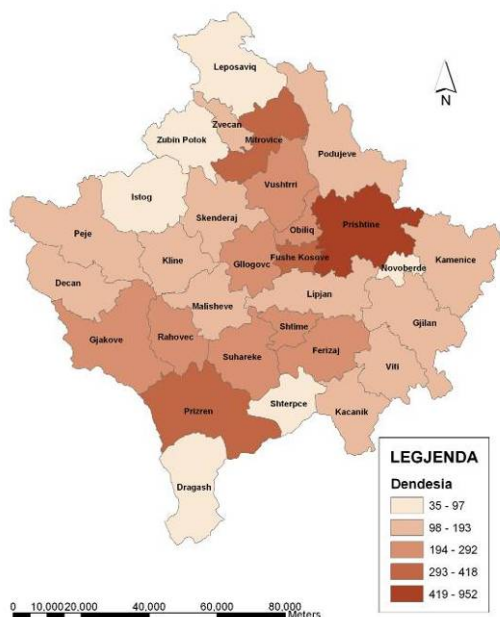 Leposaviq
N
Zvecan
Zubin Potok
Mitrovice
Podujeve
Vushtrri
Istog
Skenderaj
Obiliq
Prishtine
Peje
Kline
Gllogovc
Fushe Kosove
Novoberde
Kamenice
Decan
Malisheve
Lipjan
Gjilan
Gjakove
Rahovec
Shtime
Suhareke
Ferizaj
Viti
Prizren
Shterpce
Kacanik
Dragash
LEGJENDA
Dendesia
35 - 97
98 - 193
194 - 292
293 - 418
419 - 952
0 10,000 20,000 40,000 60,000 80,000
Meters